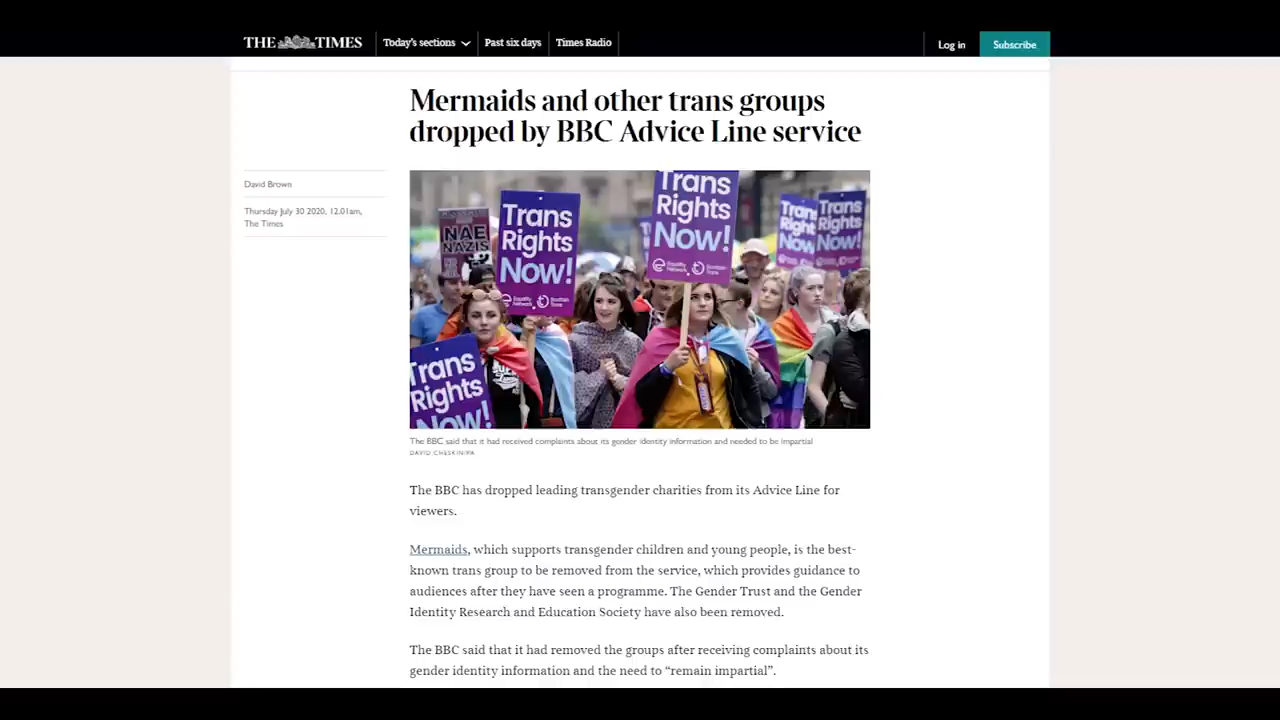 THE TIMES
Today's sections
Past six days
Times Radio
Log in
Subscribe
Mermaids and other trans groups
dropped by BBC Advice Line service
David Brown
Thursday July 30 2020, 12.01am,
The Times
NAE
NAZIS
Trans
Rights
Now!
Equality
Network
Scottish
Trans
Trans
Rights
Now!
Equality
Network
Scottish
Trans
Trans
Rights
Now!
Trans
Rights
Now!
Trans
Rights
Now!
The BBC said that it had received complaints about its gender identity information and needed to be impartial
DAVID CHESKIN/PA
The BBC has dropped leading transgender charities from its Advice Line for
viewers.
Mermaids, which supports transgender children and young people, is the best-
known trans group to be removed from the service, which provides guidance to
audiences after they have seen a programme. The Gender Trust and the Gender
Identity Research and Education Society have also been removed.
The BBC said that it had removed the groups after receiving complaints about its
gender identity information and the need to “remain impartial”.